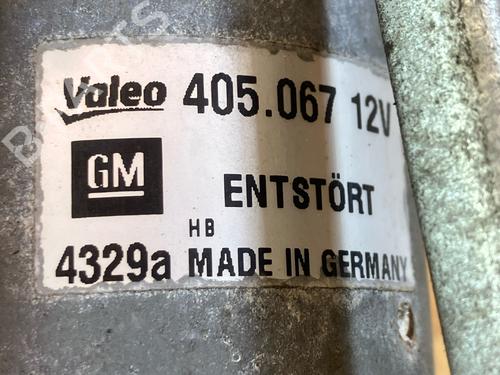 Valeo 405.067 12V
GM ENTSTÖRT
HB
4329a MADE IN GERMANY